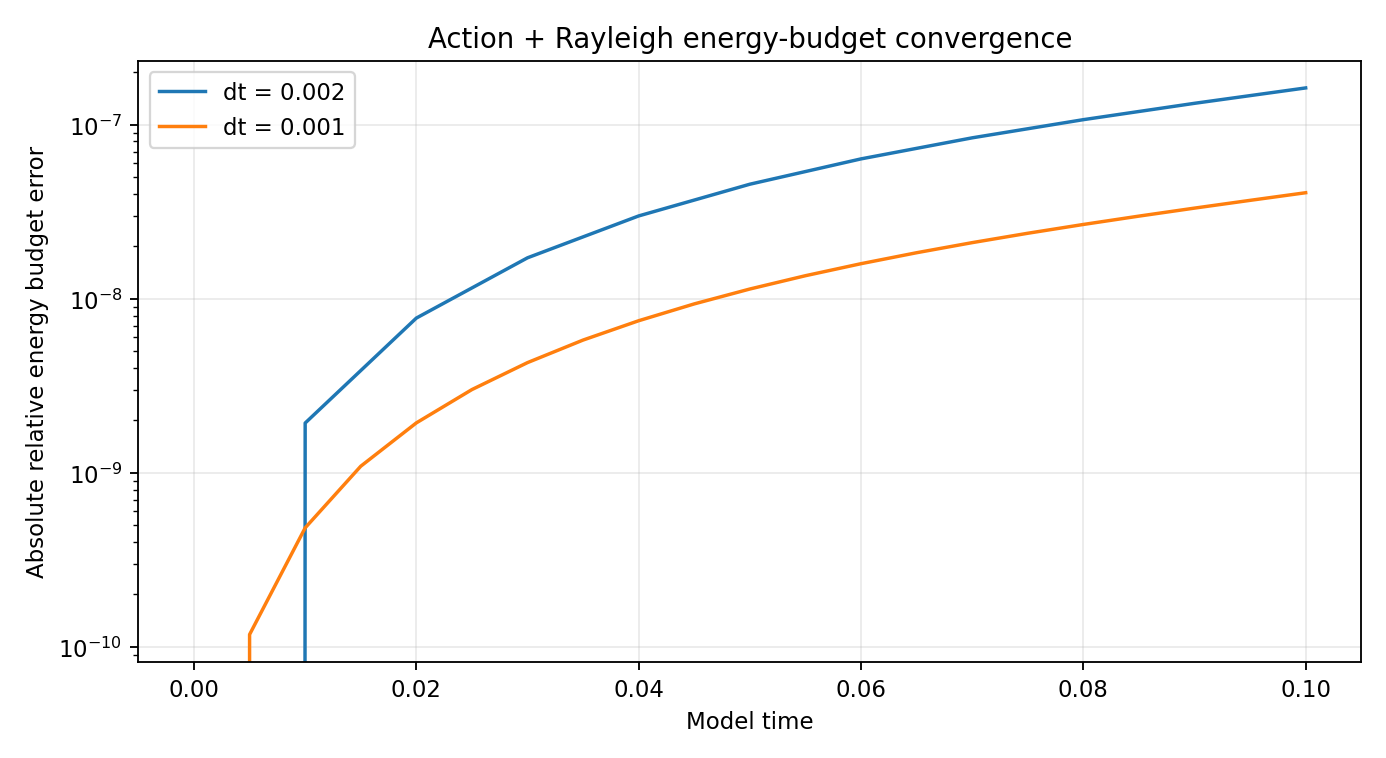 Action + Rayleigh energy-budget convergence
dt = 0.002
dt = 0.001
Absolute relative energy budget error
10⁻⁷
10⁻⁸
10⁻⁹
10⁻¹⁰
0.00 0.02 0.04 0.06 0.08 0.10
Model time